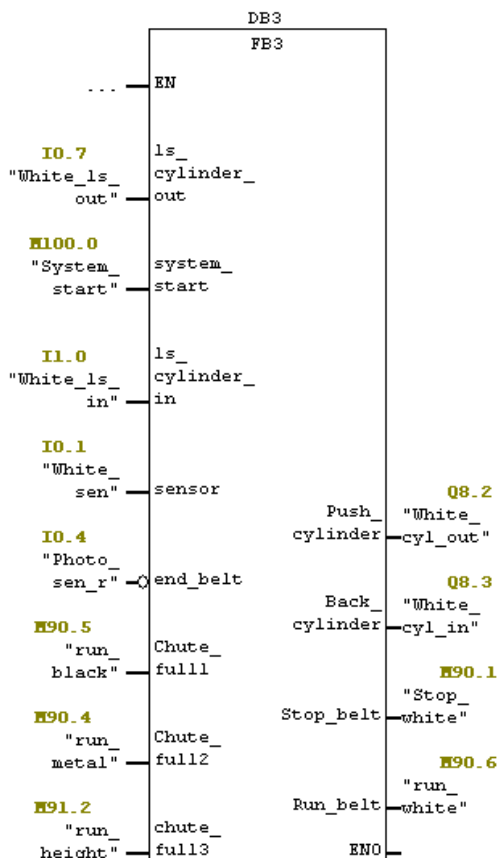 DB3
FB3
... EN
I0.7
"White_ls_
out"
ls_
cylinder_
out
M100.0
"System_
start"
system_
start
I1.0
"White_ls_
in"
ls_
cylinder_
in
I0.1
"White_
sen"
sensor
I0.4
"Photo_
sen_r"
end_belt
M90.5
"run_
black"
Chute_
full1
M90.4
"run_
metal"
Chute_
full2
M91.2
"run_
height"
chute_
full3
Push_
cylinder
Q8.2
"White_
cyl_out"
Back_
cylinder
Q8.3
"White_
cyl_in"
Stop_belt
M90.1
"Stop_
white"
Run_belt
M90.6
"run_
white"
ENO